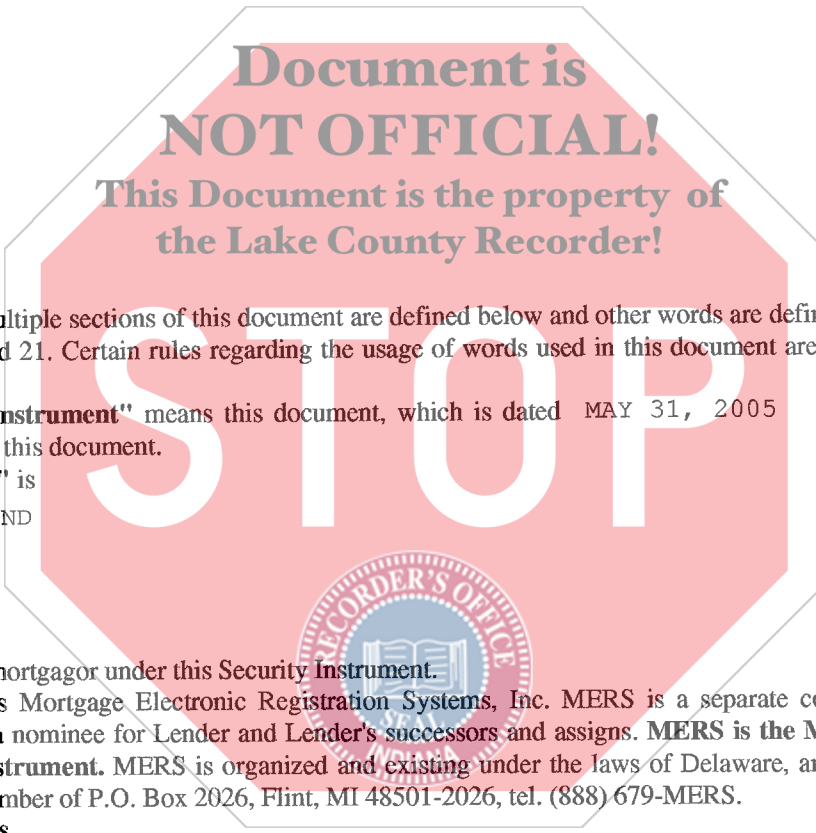 Document is
NOT OFFICIAL!
This Document is the property of
the Lake County Recorder!
STOP
ltiple sections of this document are defined below and other words are defin
d 21. Certain rules regarding the usage of words used in this document are
nstrument" means this document, which is dated MAY 31, 2005
this document.
" is
ND
RECORDER'S OFFICE
SEAL
INDIANA
ortgagor under this Security Instrument.
s Mortgage Electronic Registration Systems, Inc. MERS is a separate co
nominee for Lender and Lender's successors and assigns. MERS is the M
strument. MERS is organized and existing under the laws of Delaware, an
mber of P.O. Box 2026, Flint, MI 48501-2026, tel. (888) 679-MERS.
s